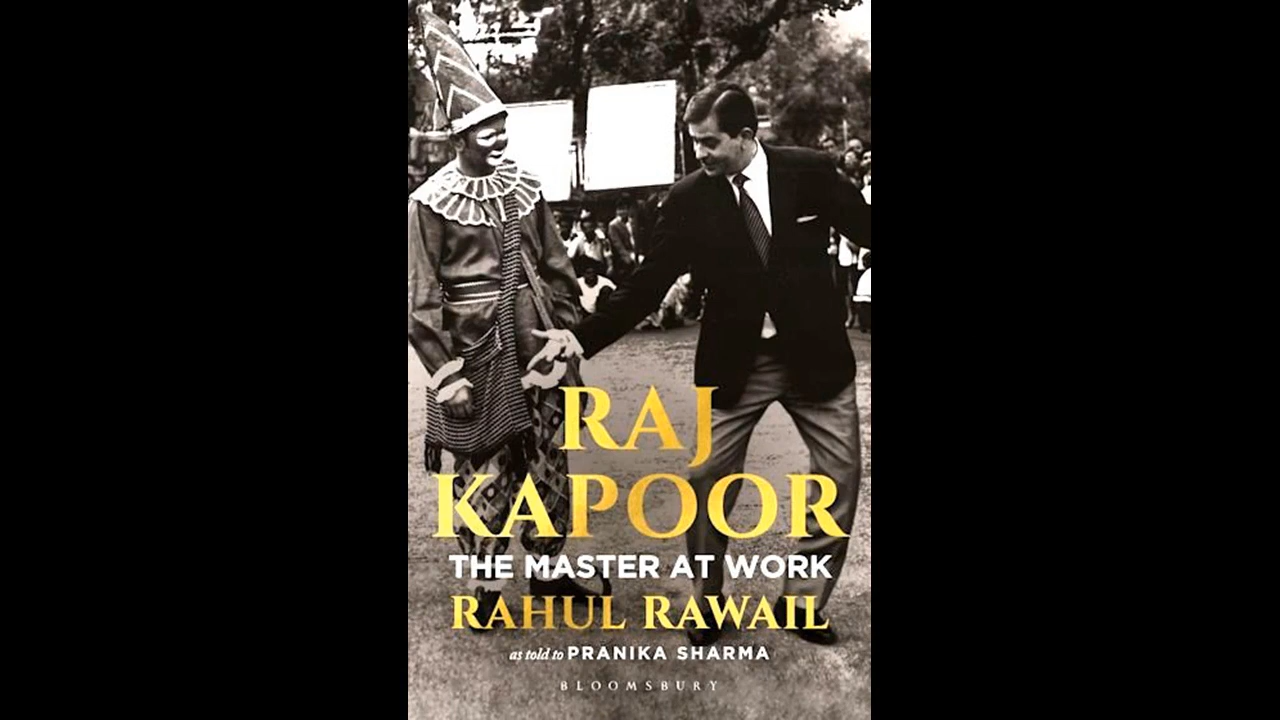 RAJ
KAPOOR
THE MASTER AT WORK
RAHUL RAWAIL
as told to PRANIKA SHARMA
BLOOMSBURY